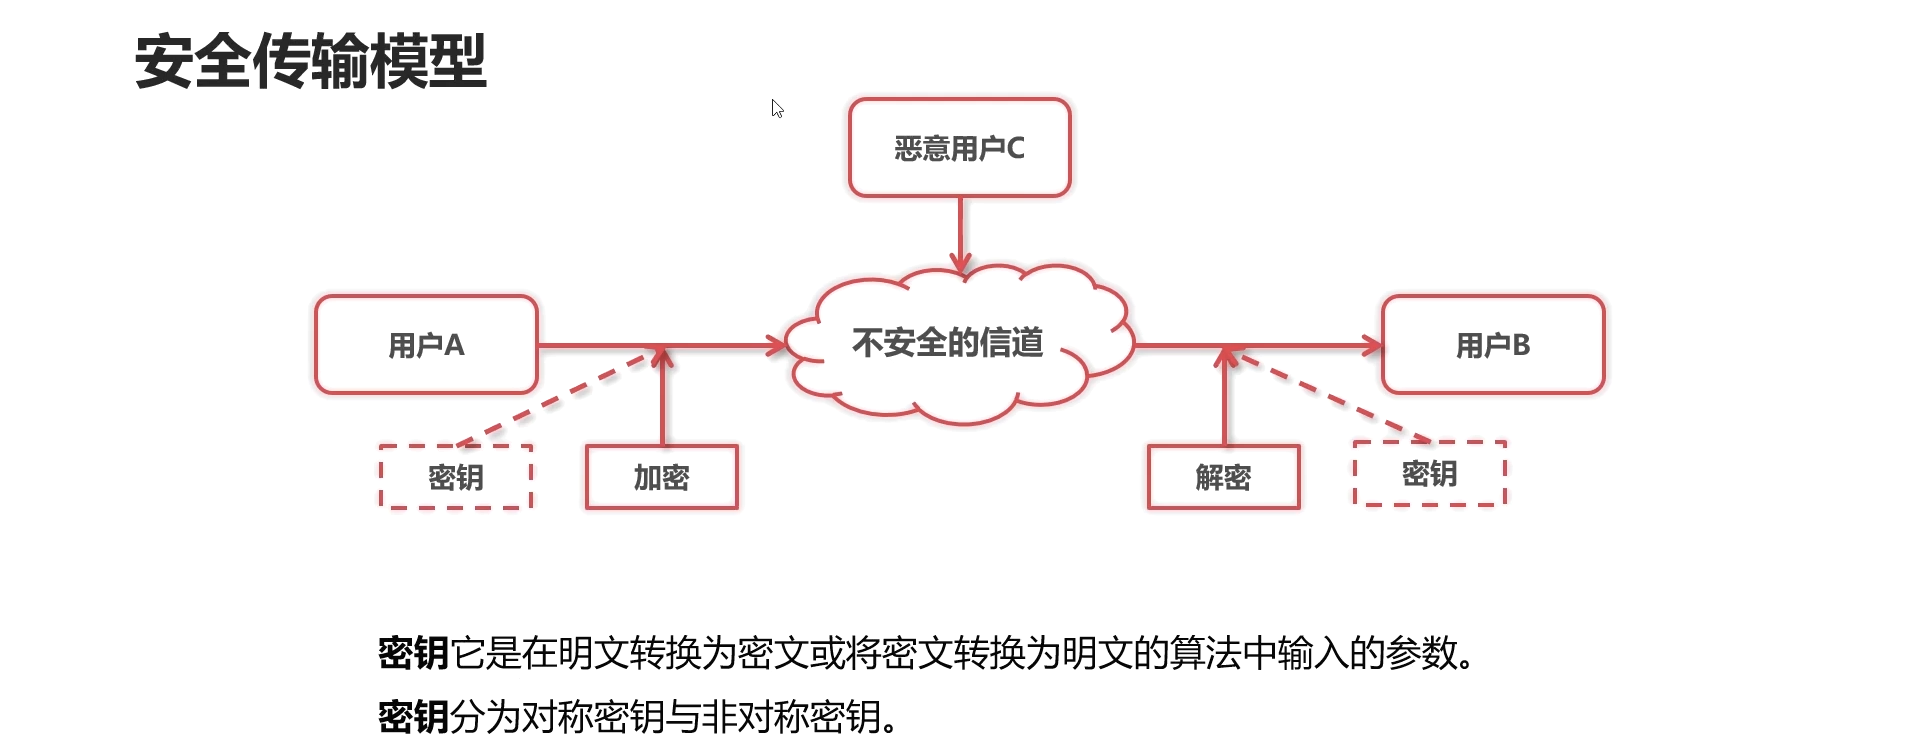 安全传输模型
恶意用户C
用户A
不安全的信道
用户B
密钥
加密
解密
密钥
密钥它是在明文转换为密文或将密文转换为明文的算法中输入的参数。
密钥分为对称密钥与非对称密钥。